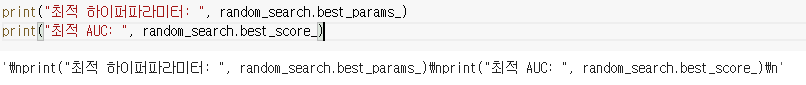 print("최적 하이퍼파라미터: ", random_search.best_params_)
print("최적 AUC: ", random_search.best_score_)
'₩nprint("최적 하이퍼파라미터: ", random_search.best_params_)₩nprint("최적 AUC: ", random_search.best_score_)₩n'